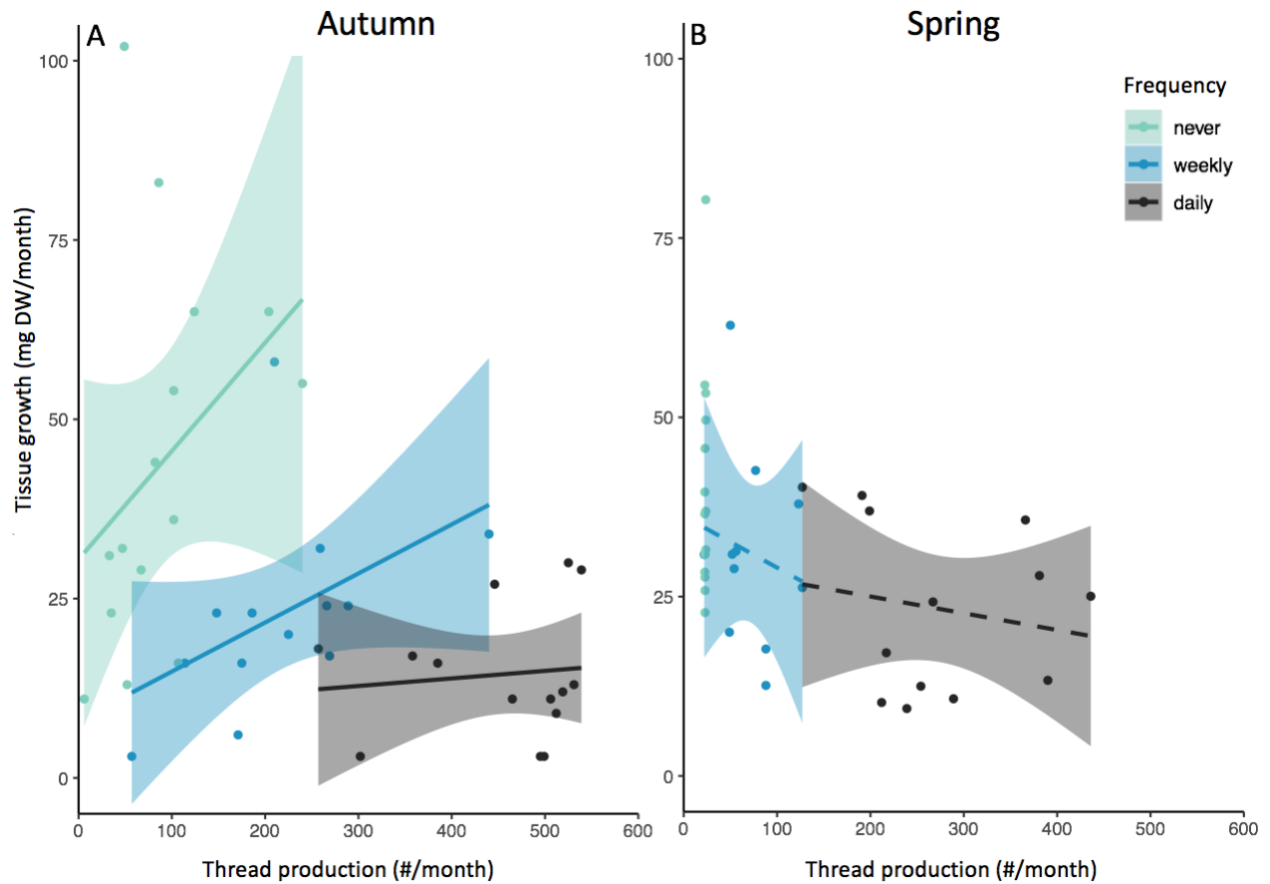 A
Autumn
B
Spring
Tissue growth (mg DW/month)
100
75
50
25
0
0 100 200 300 400 500 600
Thread production (#/month)
100
75
50
25
0
0 100 200 300 400 500 600
Thread production (#/month)
Frequency
never
weekly
daily